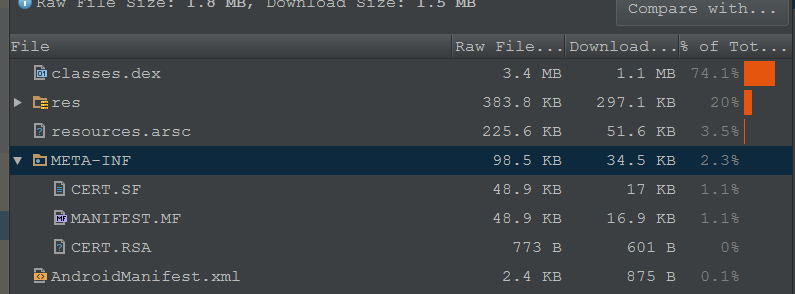 Raw File Size: 1.8 MB, Download Size: 1.5 MB
Compare with...
File Raw File... Download... % of Tot...
classes.dex 3.4 MB 1.1 MB 74.1%
res 383.8 KB 297.1 KB 20%
resources.arsc 225.6 KB 51.6 KB 3.5%
META-INF 98.5 KB 34.5 KB 2.3%
CERT.SF 48.9 KB 17 KB 1.1%
MANIFEST.MF 48.9 KB 16.9 KB 1.1%
CERT.RSA 773 B 601 B 0%
AndroidManifest.xml 2.4 KB 875 B 0.1%